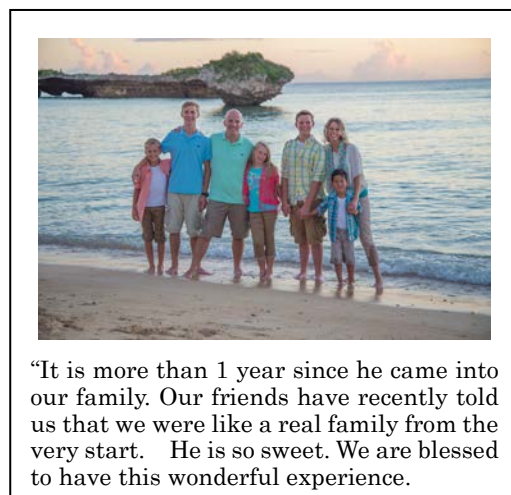 “It is more than 1 year since he came into
our family. Our friends have recently told
us that we were like a real family from the
very start.　He is so sweet. We are blessed
to have this wonderful experience.